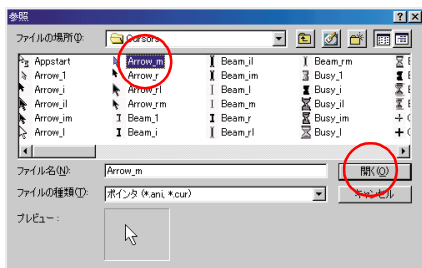 参照
ファイルの場所(I): Cursors
Appstart Arrow_m Beam_il Beam_rm
Arrow_1 Arrow_r Beam_im Busy_1
Arrow_i Arrow_rl Beam_l Busy_i
Arrow_im Arrow_rm Beam_m Busy_il
Arrow_l Beam_1 Beam_r Busy_im
Beam_i Beam_rl Busy_l
ファイル名(N): Arrow_m 開く(O)
ファイルの種類(T): ポインタ (*.ani, *.cur) キャンセル
プレビュー: